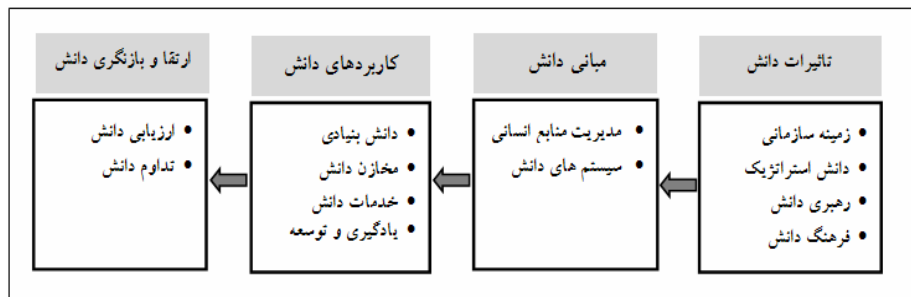 تاثیرات دانش
زمینه سازمانی
دانش استراتژیک
رهبری دانش
فرهنگ دانش
مبانی دانش
مدیریت منابع انسانی
سیستم های دانش
کاربردهای دانش
دانش بنیادی
مخازن دانش
خدمات دانش
یادگیری و توسعه
ارتقا و بازنگری دانش
ارزیابی دانش
تداوم دانش